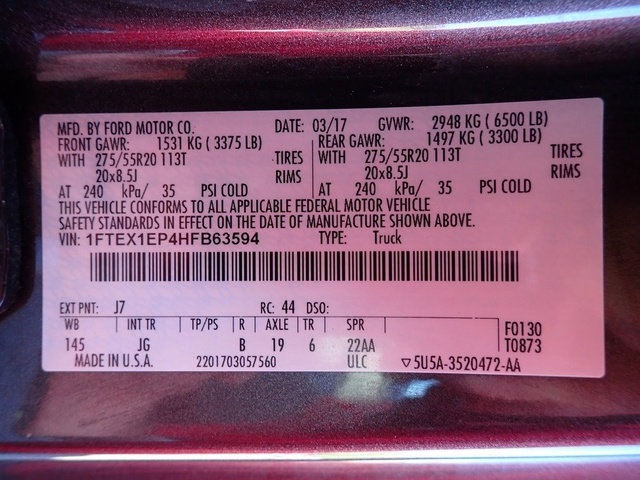 MFD. BY FORD MOTOR CO. DATE: 03/17 GVWR: 2948 KG ( 6500 LB)
FRONT GAWR: 1531 KG ( 3375 LB) REAR GAWR: 1497 KG ( 3300 LB)
WITH 275/55R20 113T TIRES WITH 275/55R20 113T TIRES
20x8.5J RIMS 20x8.5J RIMS
AT 240 kPa/ 35 PSI COLD AT 240 kPa/ 35 PSI COLD
THIS VEHICLE CONFORMS TO ALL APPLICABLE FEDERAL MOTOR VEHICLE
SAFETY STANDARDS IN EFFECT ON THE DATE OF MANUFACTURE SHOWN ABOVE.
VIN: 1FTEX1EP4HFB63594 TYPE: Truck
EXT PNT: J7 RC: 44 DSO:
WB INT TR TP/PS R AXLE TR SPR F0130
145 JG B 19 6 22AA T0873
MADE IN U.S.A. 2201703057560 ULC ▽5U5A-3520472-AA